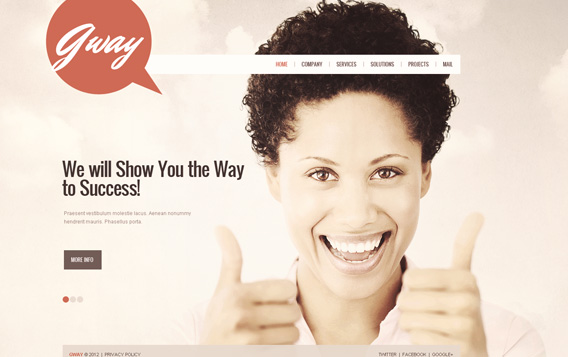 Gway
HOME | COMPANY | SERVICES | SOLUTIONS | PROJECTS | MAIL
We will Show You the Way
to Success!
Praesent vestibulum molestie lacus. Aenean nonummy
hendrerit mauris. Phasellus porta.
MORE INFO
GWAY © 2012 | PRIVACY POLICY
TWITTER | FACEBOOK | GOOGLE+